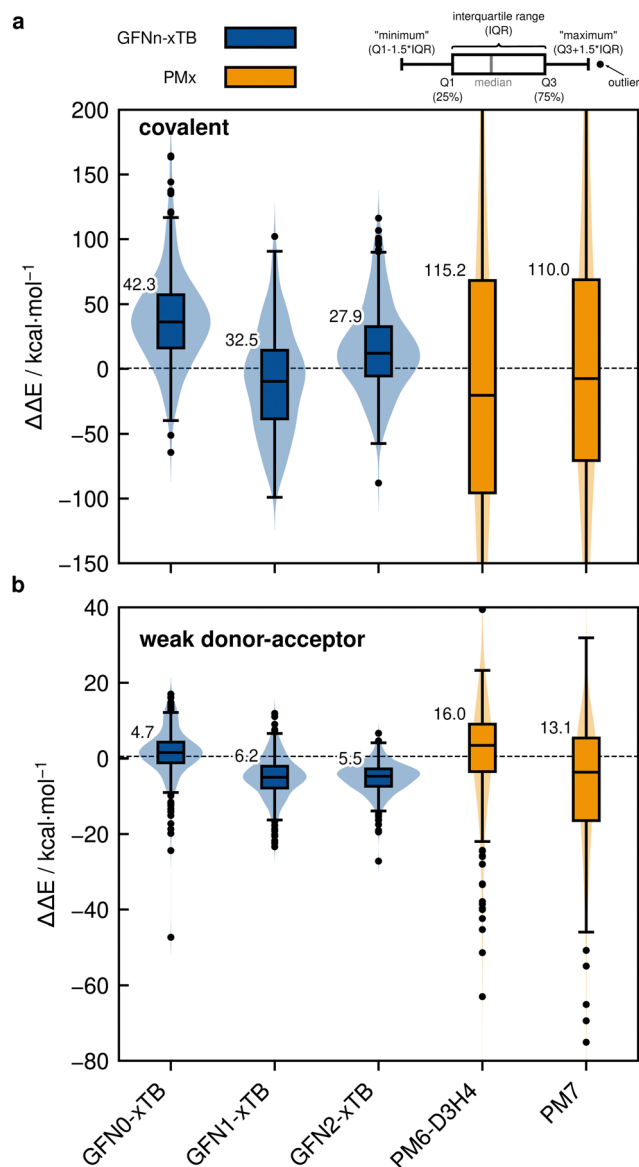 a
GFNn-xTB
PMx
interquartile range
(IQR)
"minimum"
(Q1-1.5*IQR)
"maximum"
(Q3+1.5*IQR)
Q1
(25%)
median
Q3
(75%)
outlier
covalent
200
150
100
50
0
−50
−100
−150
ΔΔE / kcal·mol⁻¹
42.3
32.5
27.9
115.2
110.0
b
weak donor-acceptor
40
20
0
−20
−40
−60
−80
ΔΔE / kcal·mol⁻¹
4.7
6.2
5.5
16.0
13.1
GFN0-xTB
GFN1-xTB
GFN2-xTB
PM6-D3H4
PM7